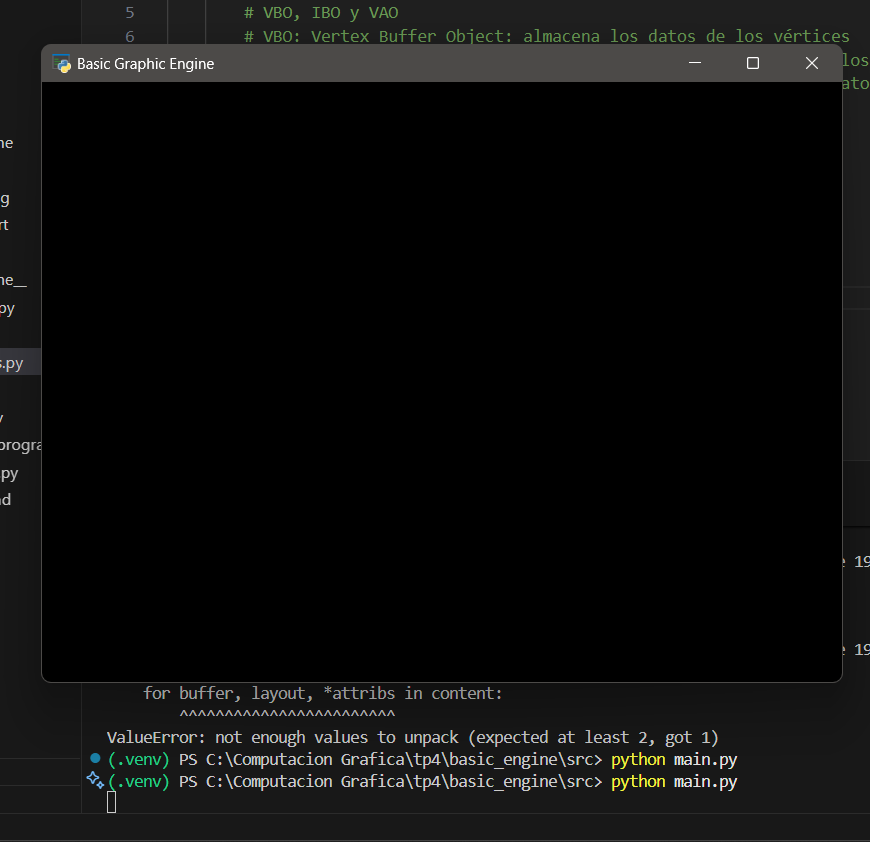 5 # VBO, IBO y VAO
6 # VBO: Vertex Buffer Object: almacena los datos de los vértices
Basic Graphic Engine
los
ato
ne
g
rt
ne__
py
s.py
progra
.py
e 19
e 19
for buffer, layout, *attribs in content:
^^^^^^^^^^^^^^^^^^^^^^^^
ValueError: not enough values to unpack (expected at least 2, got 1)
(.venv) PS C:\Computacion Grafica\tp4\basic_engine\src> python main.py
(.venv) PS C:\Computacion Grafica\tp4\basic_engine\src> python main.py